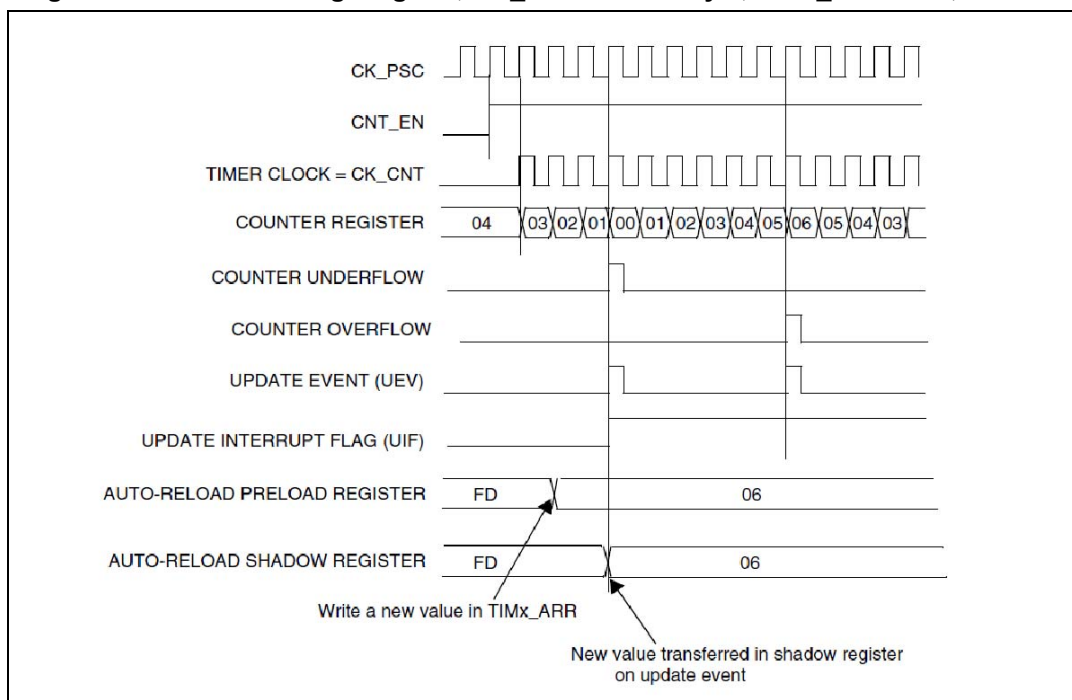 CK_PSC
CNT_EN
TIMER CLOCK = CK_CNT
COUNTER REGISTER 04 03 02 01 00 01 02 03 04 05 06 05 04 03
COUNTER UNDERFLOW
COUNTER OVERFLOW
UPDATE EVENT (UEV)
UPDATE INTERRUPT FLAG (UIF)
AUTO-RELOAD PRELOAD REGISTER FD 06
AUTO-RELOAD SHADOW REGISTER FD 06
Write a new value in TIMx_ARR
New value transferred in shadow register
on update event